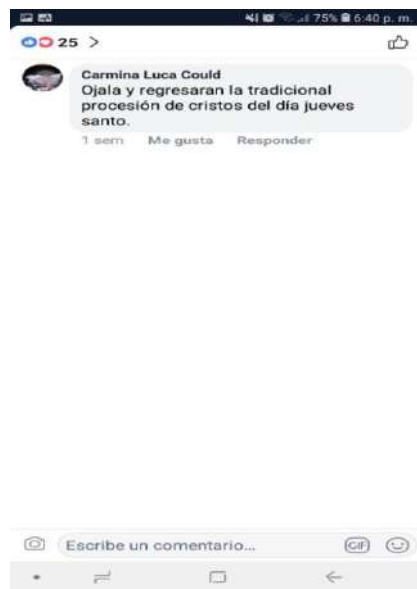 75% 6:40 p. m.
25 >
Carmina Luca Could
Ojala y regresaran la tradicional
procesión de cristos del día jueves
santo.
1 sem Me gusta Responder
Escribe un comentario... GIF